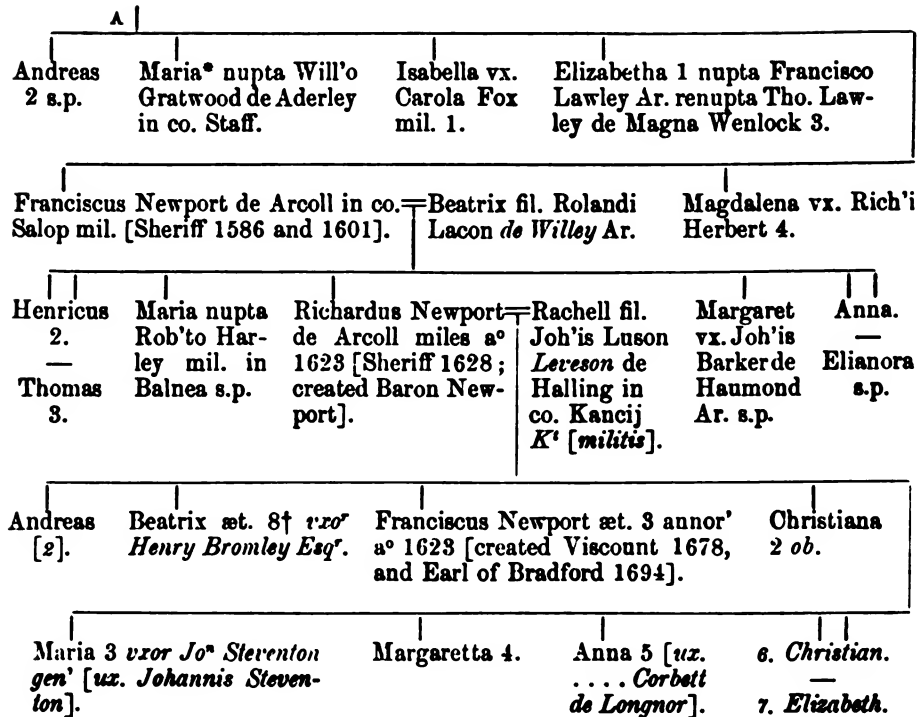 A
Andreas
2 s.p.
Maria* nupta Will'o
Gratwood de Aderley
in co. Staff.
Isabella vx.
Carola Fox
mil. 1.
Elizabetha 1 nupta Francisco
Lawley Ar. renupta Tho. Law-
ley de Magna Wenlock 3.
Franciscus Newport de Arcoll in co.
Salop mil. [Sheriff 1586 and 1601].
Beatrix fil. Rolandi
Lacon de Willey Ar.
Magdalena vx. Rich'i
Herbert 4.
Henricus
2.
—
Thomas
3.
Maria nupta
Rob'to Har-
ley mil. in
Balnea s.p.
Richardus Newport
de Arcoll miles aº
1623 [Sheriff 1628 ;
created Baron New-
port].
Rachell fil.
Joh'is Luson
Leveson de
Halling in
co. Kancij
Kᵗ [militis].
Margaret
vx. Joh'is
Barker de
Haumond
Ar. s.p.
Anna.
—
Elianora
s.p.
Andreas
[2].
Beatrix æt. 8† vxoʳ
Henry Bromley Esqʳ.
Franciscus Newport æt. 3 annor'
aº 1623 [created Viscount 1678,
and Earl of Bradford 1694].
Christiana
2 ob.
Maria 3 vxor Joⁿ Steventon
gen' [ux. Johannis Steven-
ton].
Margaretta 4.
Anna 5 [ux.
. . . . Corbett
de Longnor].
6. Christian.
—
7. Elizabeth.